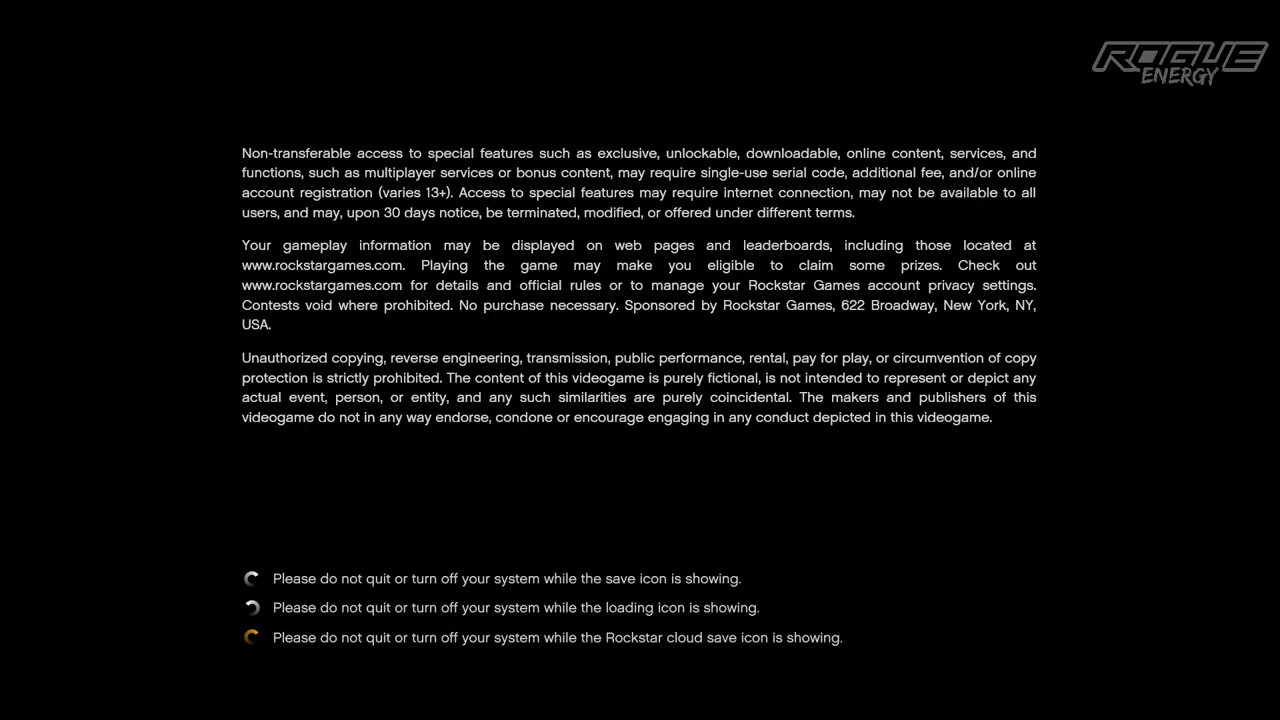 ROGUE
ENERGY
Non-transferable access to special features such as exclusive, unlockable, downloadable, online content, services, and
functions, such as multiplayer services or bonus content, may require single-use serial code, additional fee, and/or online
account registration (varies 13+). Access to special features may require internet connection, may not be available to all
users, and may, upon 30 days notice, be terminated, modified, or offered under different terms.
Your gameplay information may be displayed on web pages and leaderboards, including those located at
www.rockstargames.com. Playing the game may make you eligible to claim some prizes. Check out
www.rockstargames.com for details and official rules or to manage your Rockstar Games account privacy settings.
Contests void where prohibited. No purchase necessary. Sponsored by Rockstar Games, 622 Broadway, New York, NY,
USA.
Unauthorized copying, reverse engineering, transmission, public performance, rental, pay for play, or circumvention of copy
protection is strictly prohibited. The content of this videogame is purely fictional, is not intended to represent or depict any
actual event, person, or entity, and any such similarities are purely coincidental. The makers and publishers of this
videogame do not in any way endorse, condone or encourage engaging in any conduct depicted in this videogame.
Please do not quit or turn off your system while the save icon is showing.
Please do not quit or turn off your system while the loading icon is showing.
Please do not quit or turn off your system while the Rockstar cloud save icon is showing.